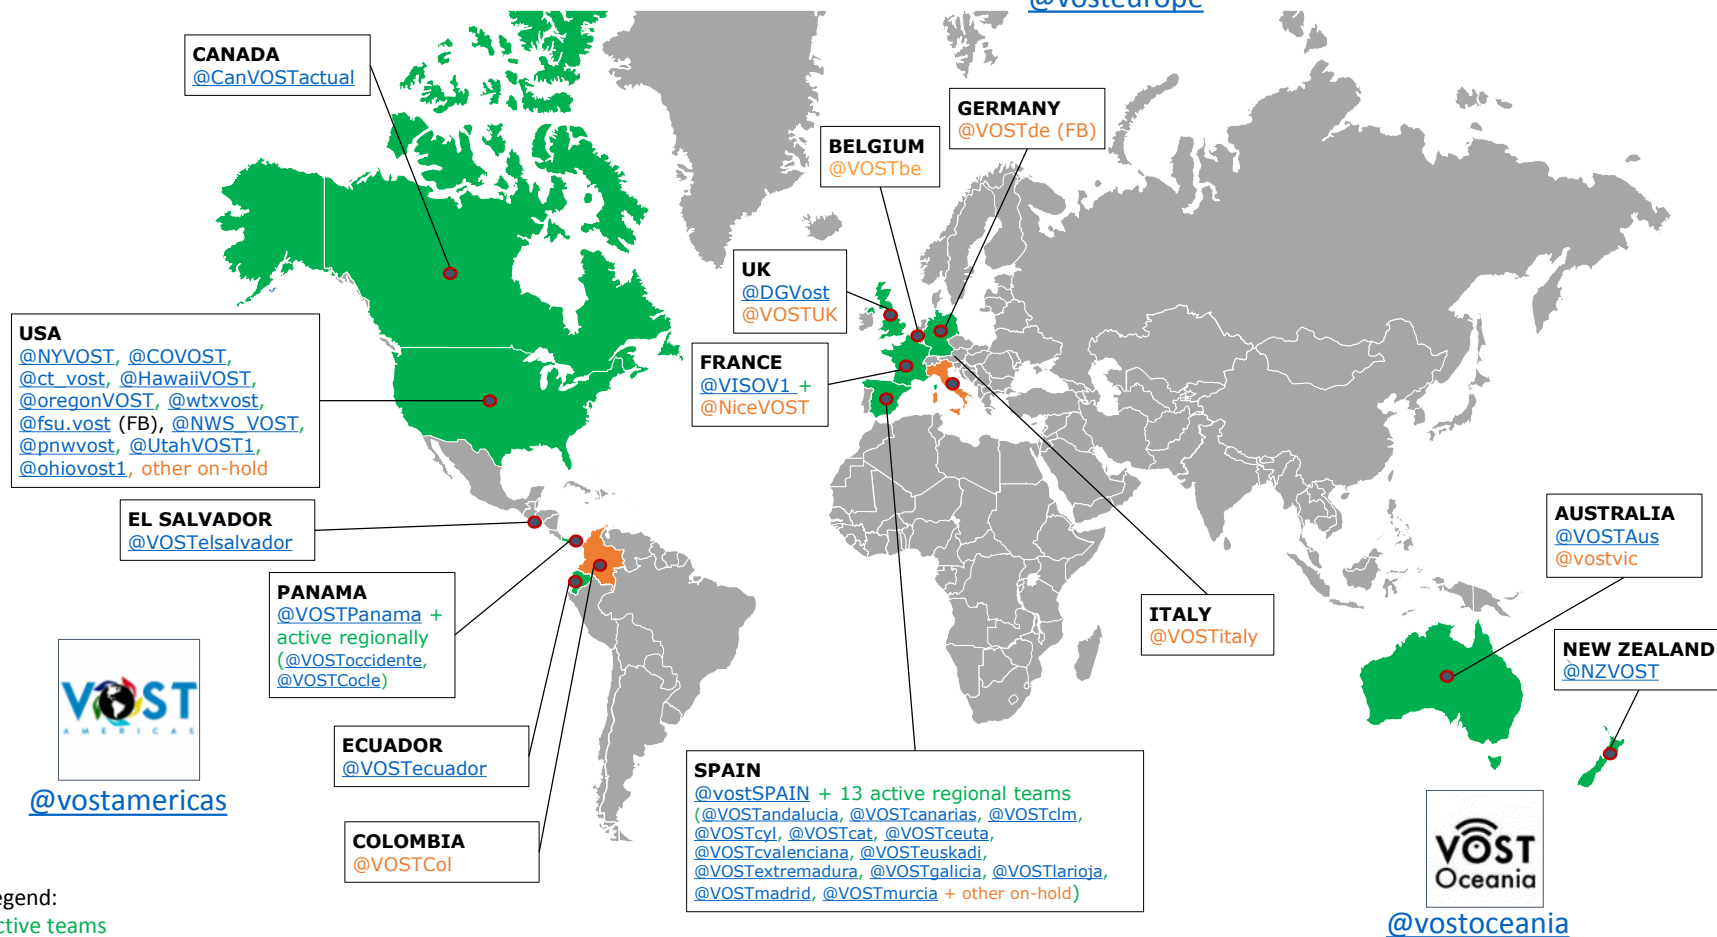 @vosteurope
CANADA
@CanVOSTactual
GERMANY
@VOSTde (FB)
BELGIUM
@VOSTbe
UK
@DGVost
@VOSTUK
USA
@NYVOST, @COVOST,
@ct_vost, @HawaiiVOST,
@oregonVOST, @wtxvost,
@fsu.vost (FB), @NWS_VOST,
@pnwvost, @UtahVOST1,
@ohiovost1, other on-hold
FRANCE
@VISOV1 +
@NiceVOST
EL SALVADOR
@VOSTelsalvador
AUSTRALIA
@VOSTAus
@vostvic
PANAMA
@VOSTPanama +
active regionally
(@VOSToccidente,
@VOSTCocle)
ITALY
@VOSTitaly
NEW ZEALAND
@NZVOST
VOST
AMERICAS
@vostamericas
ECUADOR
@VOSTecuador
COLOMBIA
@VOSTCol
SPAIN
@vostSPAIN + 13 active regional teams
(@VOSTandalucia, @VOSTcanarias, @VOSTclm,
@VOSTcyl, @VOSTcat, @VOSTceuta,
@VOSTcvalenciana, @VOSTeuskadi,
@VOSTextremadura, @VOSTgalicia, @VOSTlarioja,
@VOSTmadrid, @VOSTmurcia + other on-hold)
VOST
Oceania
@vostoceania
egend:
ctive teams